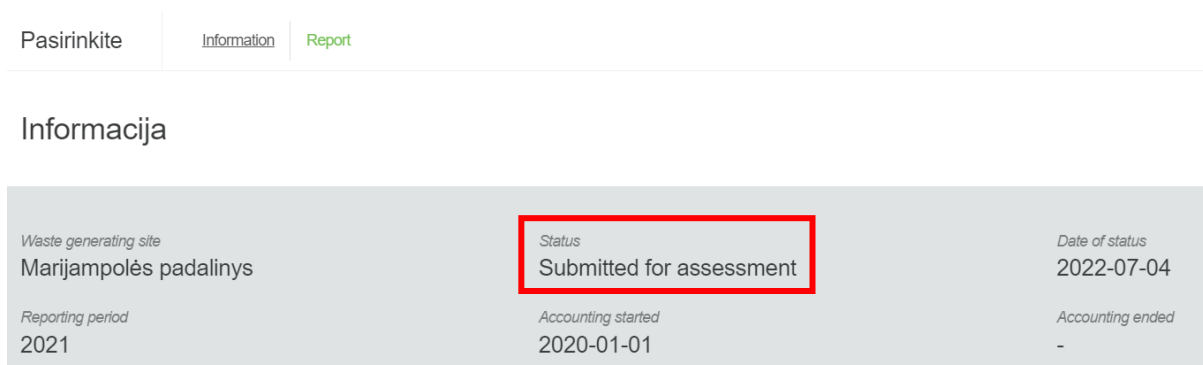 Pasirinkite Information Report
Informacija
Waste generating site Status Date of status
Marijampolės padalinys Submitted for assessment 2022-07-04
Reporting period Accounting started Accounting ended
2021 2020-01-01 -